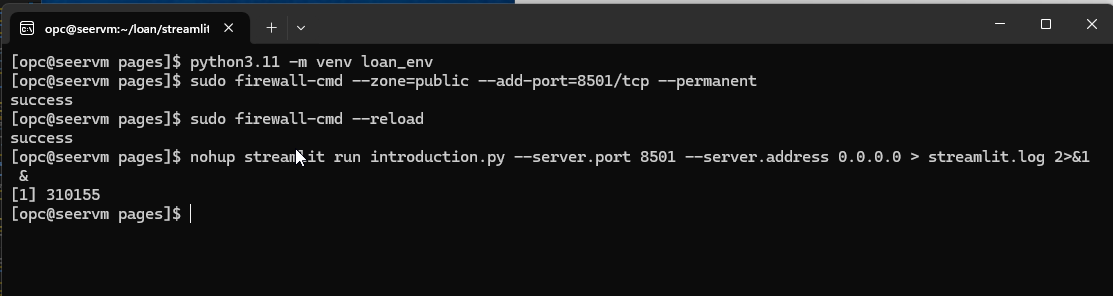 opc@seervm:~/loan/streamlit
[opc@seervm pages]$ python3.11 -m venv loan_env
[opc@seervm pages]$ sudo firewall-cmd --zone=public --add-port=8501/tcp --permanent
success
[opc@seervm pages]$ sudo firewall-cmd --reload
success
[opc@seervm pages]$ nohup streamlit run introduction.py --server.port 8501 --server.address 0.0.0.0 > streamlit.log 2>&1
&
[1] 310155
[opc@seervm pages]$